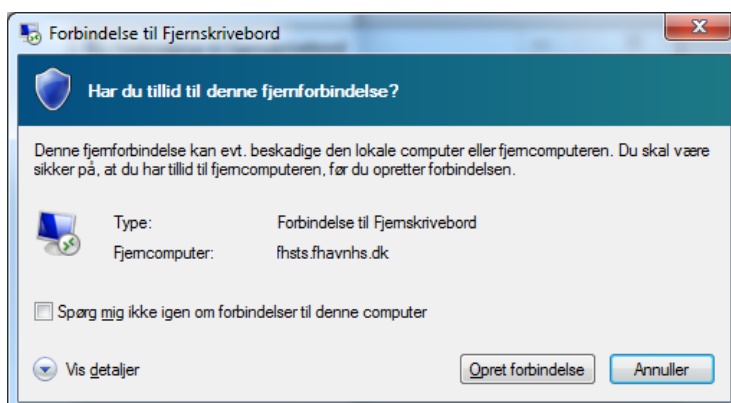 Forbindelse til Fjernskrivebord
Har du tillid til denne fjernforbindelse?
Denne fjernforbindelse kan evt. beskadige den lokale computer eller fjerncomputeren. Du skal være
sikker på, at du har tillid til fjerncomputeren, før du opretter forbindelsen.
Type: Forbindelse til Fjernskrivebord
Fjerncomputer: fhsts.fhavnhs.dk
Spørg mig ikke igen om forbindelser til denne computer
Vis detaljer Opret forbindelse Annuller